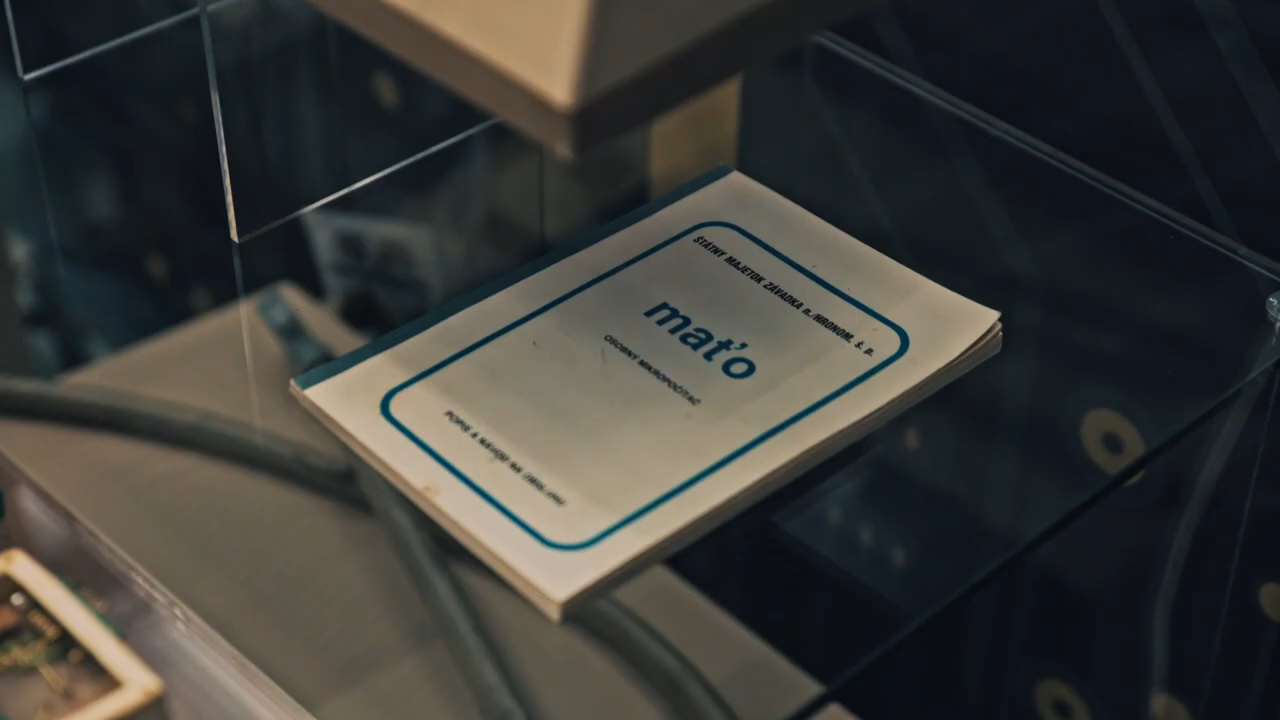 ŠTÁTNY MAJETOK ZÁVADKA n./HRONOM, š. p.
maťo
OSOBNÝ MIKROPOČÍTAČ
POPIS A NÁVOD NA OBSLUHU